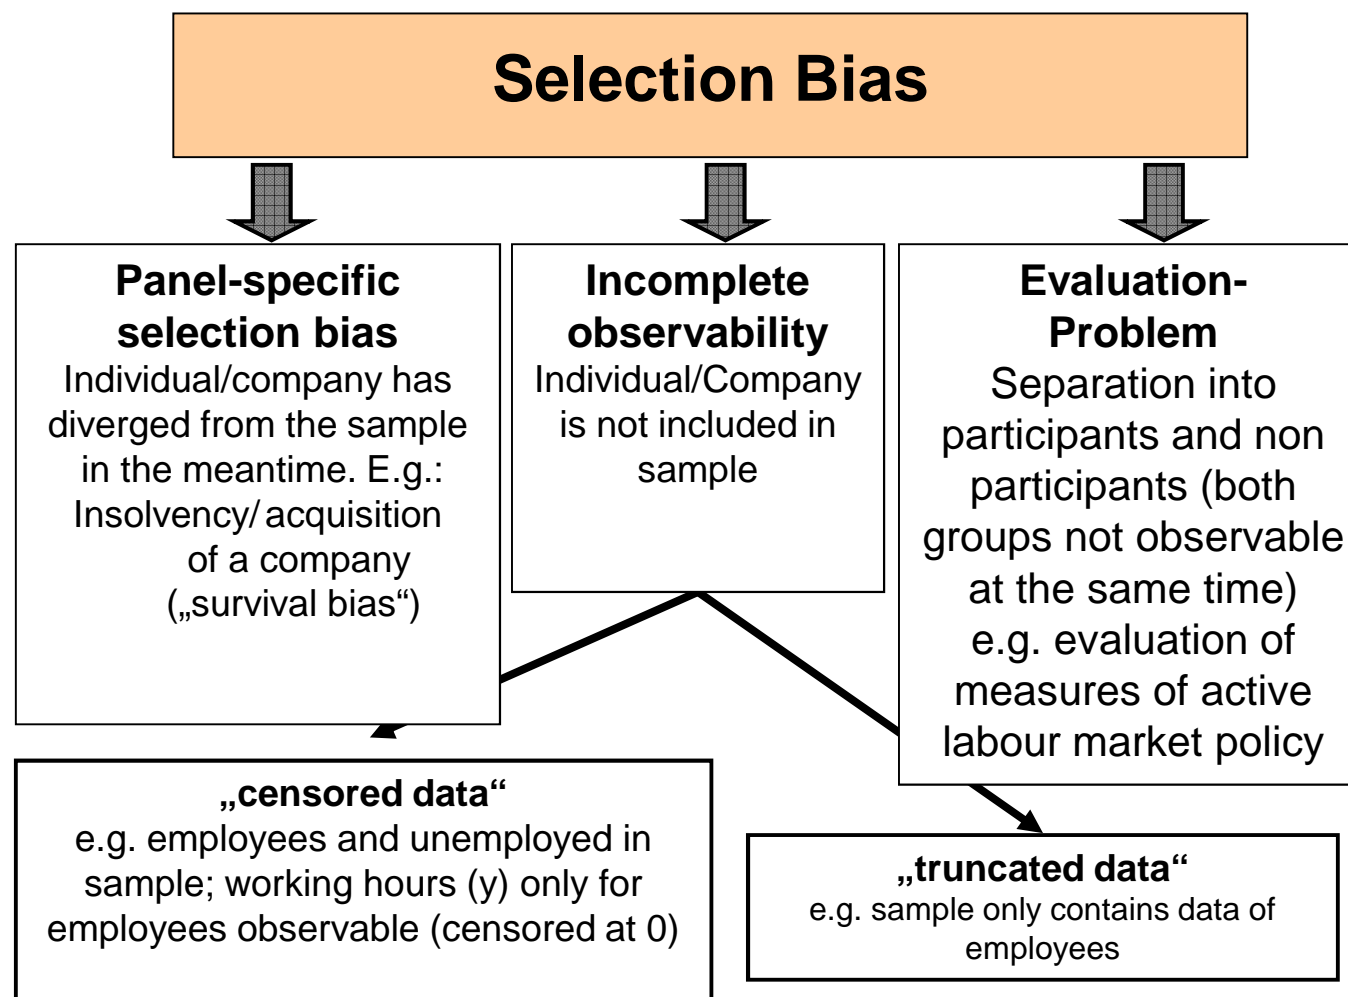 Selection Bias
Panel-specific
selection bias
Individual/company has
diverged from the sample
in the meantime. E.g.:
Insolvency/ acquisition
of a company
(„survival bias“)
Incomplete
observability
Individual/Company
is not included in
sample
Evaluation-
Problem
Separation into
participants and non
participants (both
groups not observable
at the same time)
e.g. evaluation of
measures of active
labour market policy
„censored data“
e.g. employees and unemployed in
sample; working hours (y) only for
employees observable (censored at 0)
„truncated data“
e.g. sample only contains data of
employees